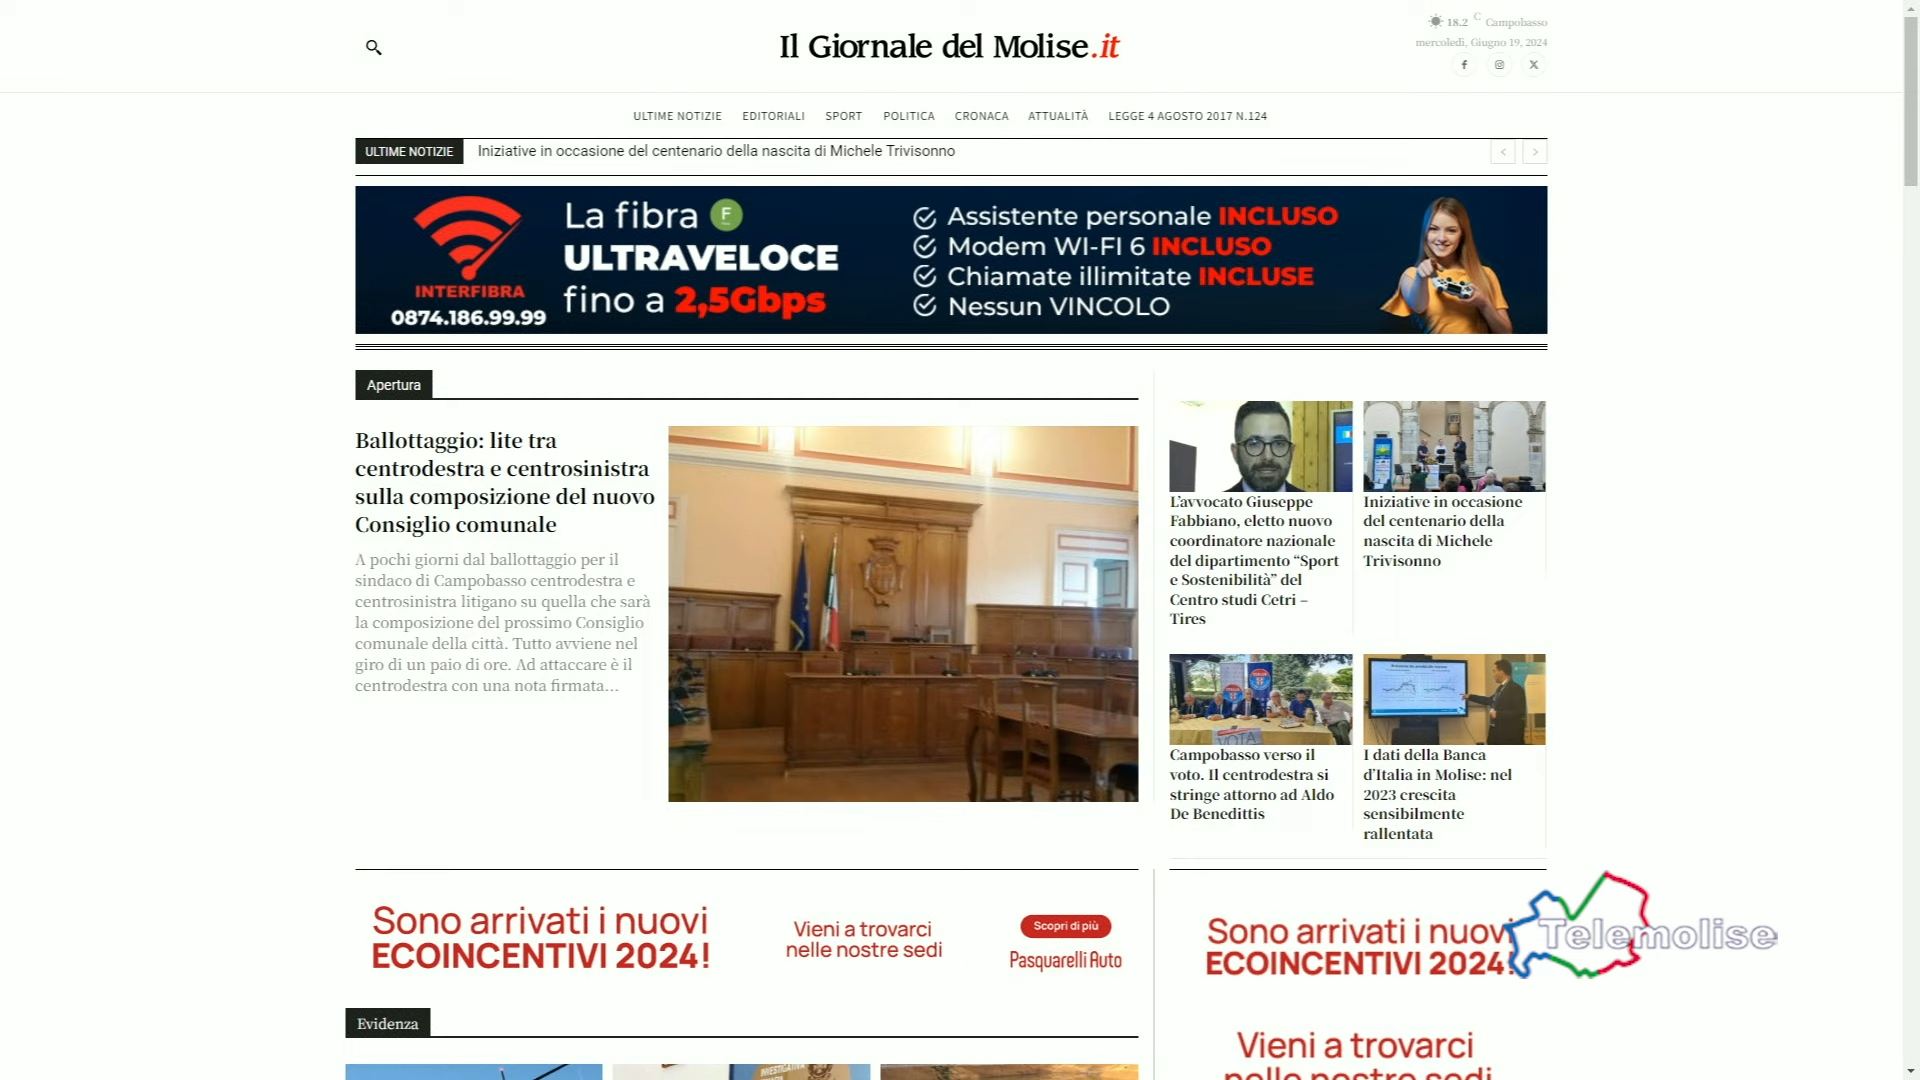 Il Giornale del Molise.it
18.2 C Campobasso
mercoledì, Giugno 19, 2024
ULTIME NOTIZIE EDITORIALI SPORT POLITICA CRONACA ATTUALITÀ LEGGE 4 AGOSTO 2017 N.124
ULTIME NOTIZIE Iniziative in occasione del centenario della nascita di Michele Trivisonno
INTERFIBRA
0874.186.99.99
La fibra F
ULTRAVELOCE
fino a 2,5Gbps
Assistente personale INCLUSO
Modem WI-FI 6 INCLUSO
Chiamate illimitate INCLUSE
Nessun VINCOLO
Apertura
Ballottaggio: lite tra
centrodestra e centrosinistra
sulla composizione del nuovo
Consiglio comunale
A pochi giorni dal ballottaggio per il
sindaco di Campobasso centrodestra e
centrosinistra litigano su quella che sarà
la composizione del prossimo Consiglio
comunale della città. Tutto avviene nel
giro di un paio di ore. Ad attaccare è il
centrodestra con una nota firmata...
L'avvocato Giuseppe
Fabbiano, eletto nuovo
coordinatore nazionale
del dipartimento “Sport
e Sostenibilità” del
Centro studi Cetri –
Tires
Iniziative in occasione
del centenario della
nascita di Michele
Trivisonno
VOTA
Campobasso verso il
voto. Il centrodestra si
stringe attorno ad Aldo
De Benedittis
I dati della Banca
d'Italia in Molise: nel
2023 crescita
sensibilmente
rallentata
Sono arrivati i nuovi
ECOINCENTIVI 2024!
Vieni a trovarci
nelle nostre sedi
Scopri di più
Pasquarelli Auto
Sono arrivati i nuovi
ECOINCENTIVI 2024!
Telemolise
Vieni a trovarci
nelle nostre sedi
Evidenza
INVESTIGATIVA